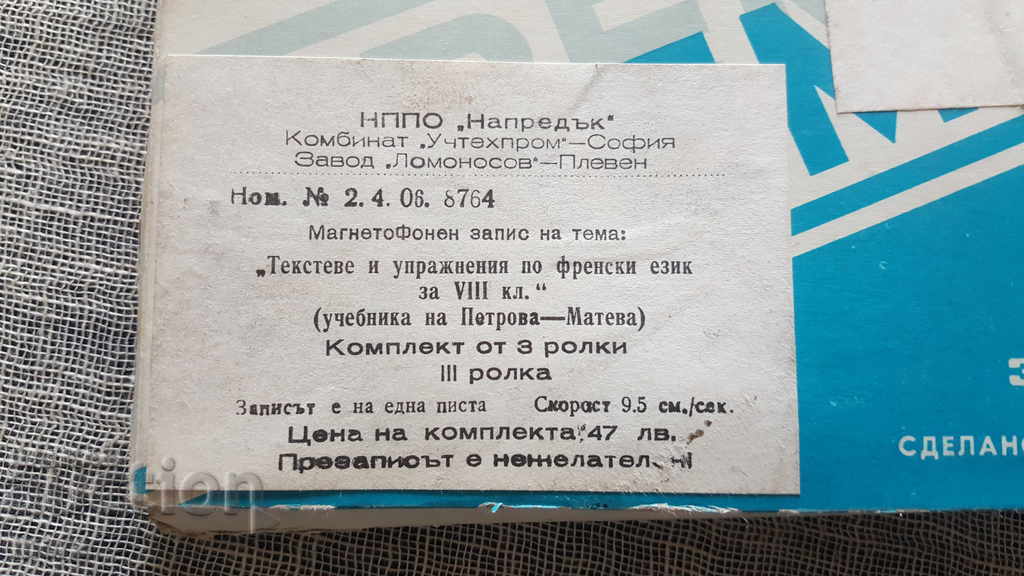 НППО „Напредък“
Комбинат „Учтехпром“—София
Завод „Ломоносов“—Плевен
Ном. № 2. 4. 06. 8764
Магнетофонен запис на тема:
„Текстеве и упражнения по френски език
за VIII кл.“
(учебника на Петрова—Матева)
Комплект от 3 ролки
III ролка
Записът е на една писта Скорост 9.5 см./сек.
Цена на комплекта 47 лв.
Презаписът е нежелателен
СДЕЛАНО